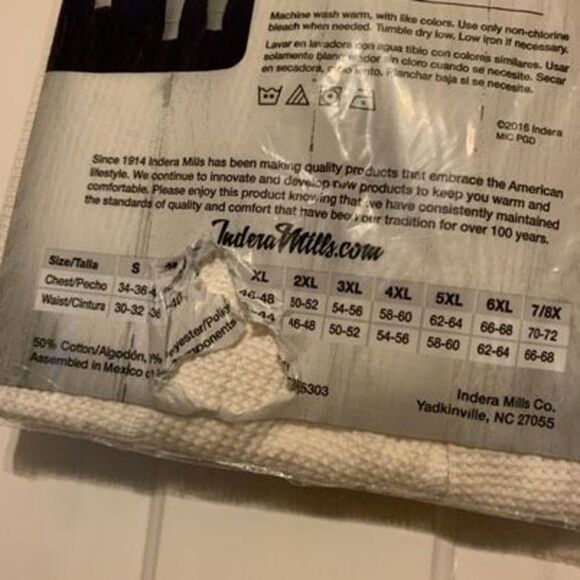 Machine wash warm, with like colors. Use only non-chlorine
bleach when needed. Tumble dry low. Low iron if necessary.
Lavar en lavadora con agua tibio con colores similares. Usar
solamente sin cloro cuando se necesite. Secar
en secadora, Planchar baja si se necesite.
©2016 Indera
MIC PGD
Since 1914 Indera Mills has been making quality products that embrace the American
lifestyle. We continue to innovate and develop new products to keep you warm and
comfortable. Please enjoy this product knowing that we have consistently maintained
the standards of quality and comfort that have been our tradition for over 100 years.
InderaMills.com
Size/Talla S M XL 2XL 3XL 4XL 5XL 6XL 7/8X
Chest/Pecho 34-36 46-48 50-52 54-56 58-60 62-64 66-68 70-72
Waist/Cintura 30-32 46-48 50-52 54-56 58-60 62-64 66-68
50% Cotton/Algodón,
Assembled in Mexico
Indera Mills Co.
Yadkinville, NC 27055